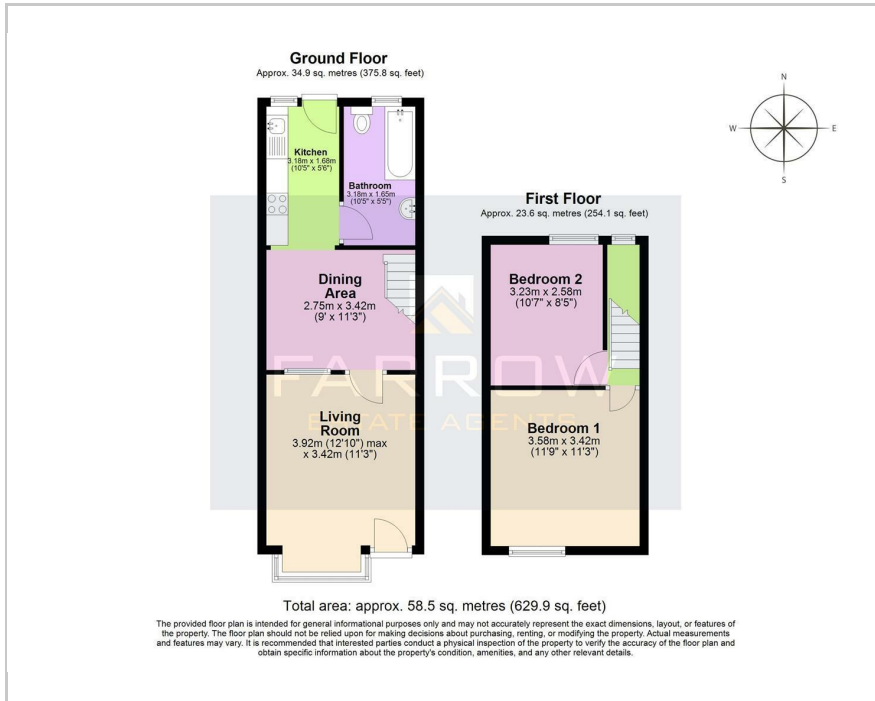 Ground Floor
Approx. 34.9 sq. metres (375.8 sq. feet)
Kitchen
3.18m x 1.68m
(10'5" x 5'6")
Bathroom
3.18m x 1.65m
(10'5" x 5'5")
Dining
Area
2.75m x 3.42m
(9' x 11'3")
Living
Room
3.92m (12'10") max
x 3.42m (11'3")
N
W
E
S
First Floor
Approx. 23.6 sq. metres (254.1 sq. feet)
Bedroom 2
3.23m x 2.58m
(10'7" x 8'5")
Bedroom 1
3.58m x 3.42m
(11'9" x 11'3")
FARROW
ESTATE AGENTS
Total area: approx. 58.5 sq. metres (629.9 sq. feet)
The provided floor plan is intended for general informational purposes only and may not accurately represent the exact dimensions, layout, or features of
the property. The floor plan should not be relied upon for making decisions about purchasing, renting, or modifying the property. Actual measurements
and features may vary. It is recommended that interested parties conduct a physical inspection of the property to verify the accuracy of the floor plan and
obtain specific information about the property's condition, amenities, and any other relevant details.